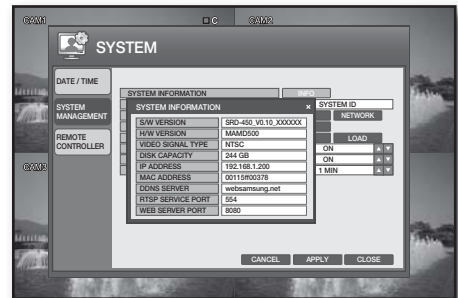 CAM1 C CAM2
SYSTEM
DATE / TIME
SYSTEM
MANAGEMENT
REMOTE
CONTROLLER
SYSTEM INFORMATION INFO
SYSTEM ID
NETWORK
LOAD
ON
ON
1 MIN
SYSTEM INFORMATION ×
S/W VERSION SRD-450_V0.10_XXXXXX
H/W VERSION MAMD500
VIDEO SIGNAL TYPE NTSC
DISK CAPACITY 244 GB
IP ADDRESS 192.168.1.200
MAC ADDRESS 00115ff00378
DDNS SERVER websamsung.net
RTSP SERVICE PORT 554
WEB SERVER PORT 8080
CAM3
CANCEL APPLY CLOSE